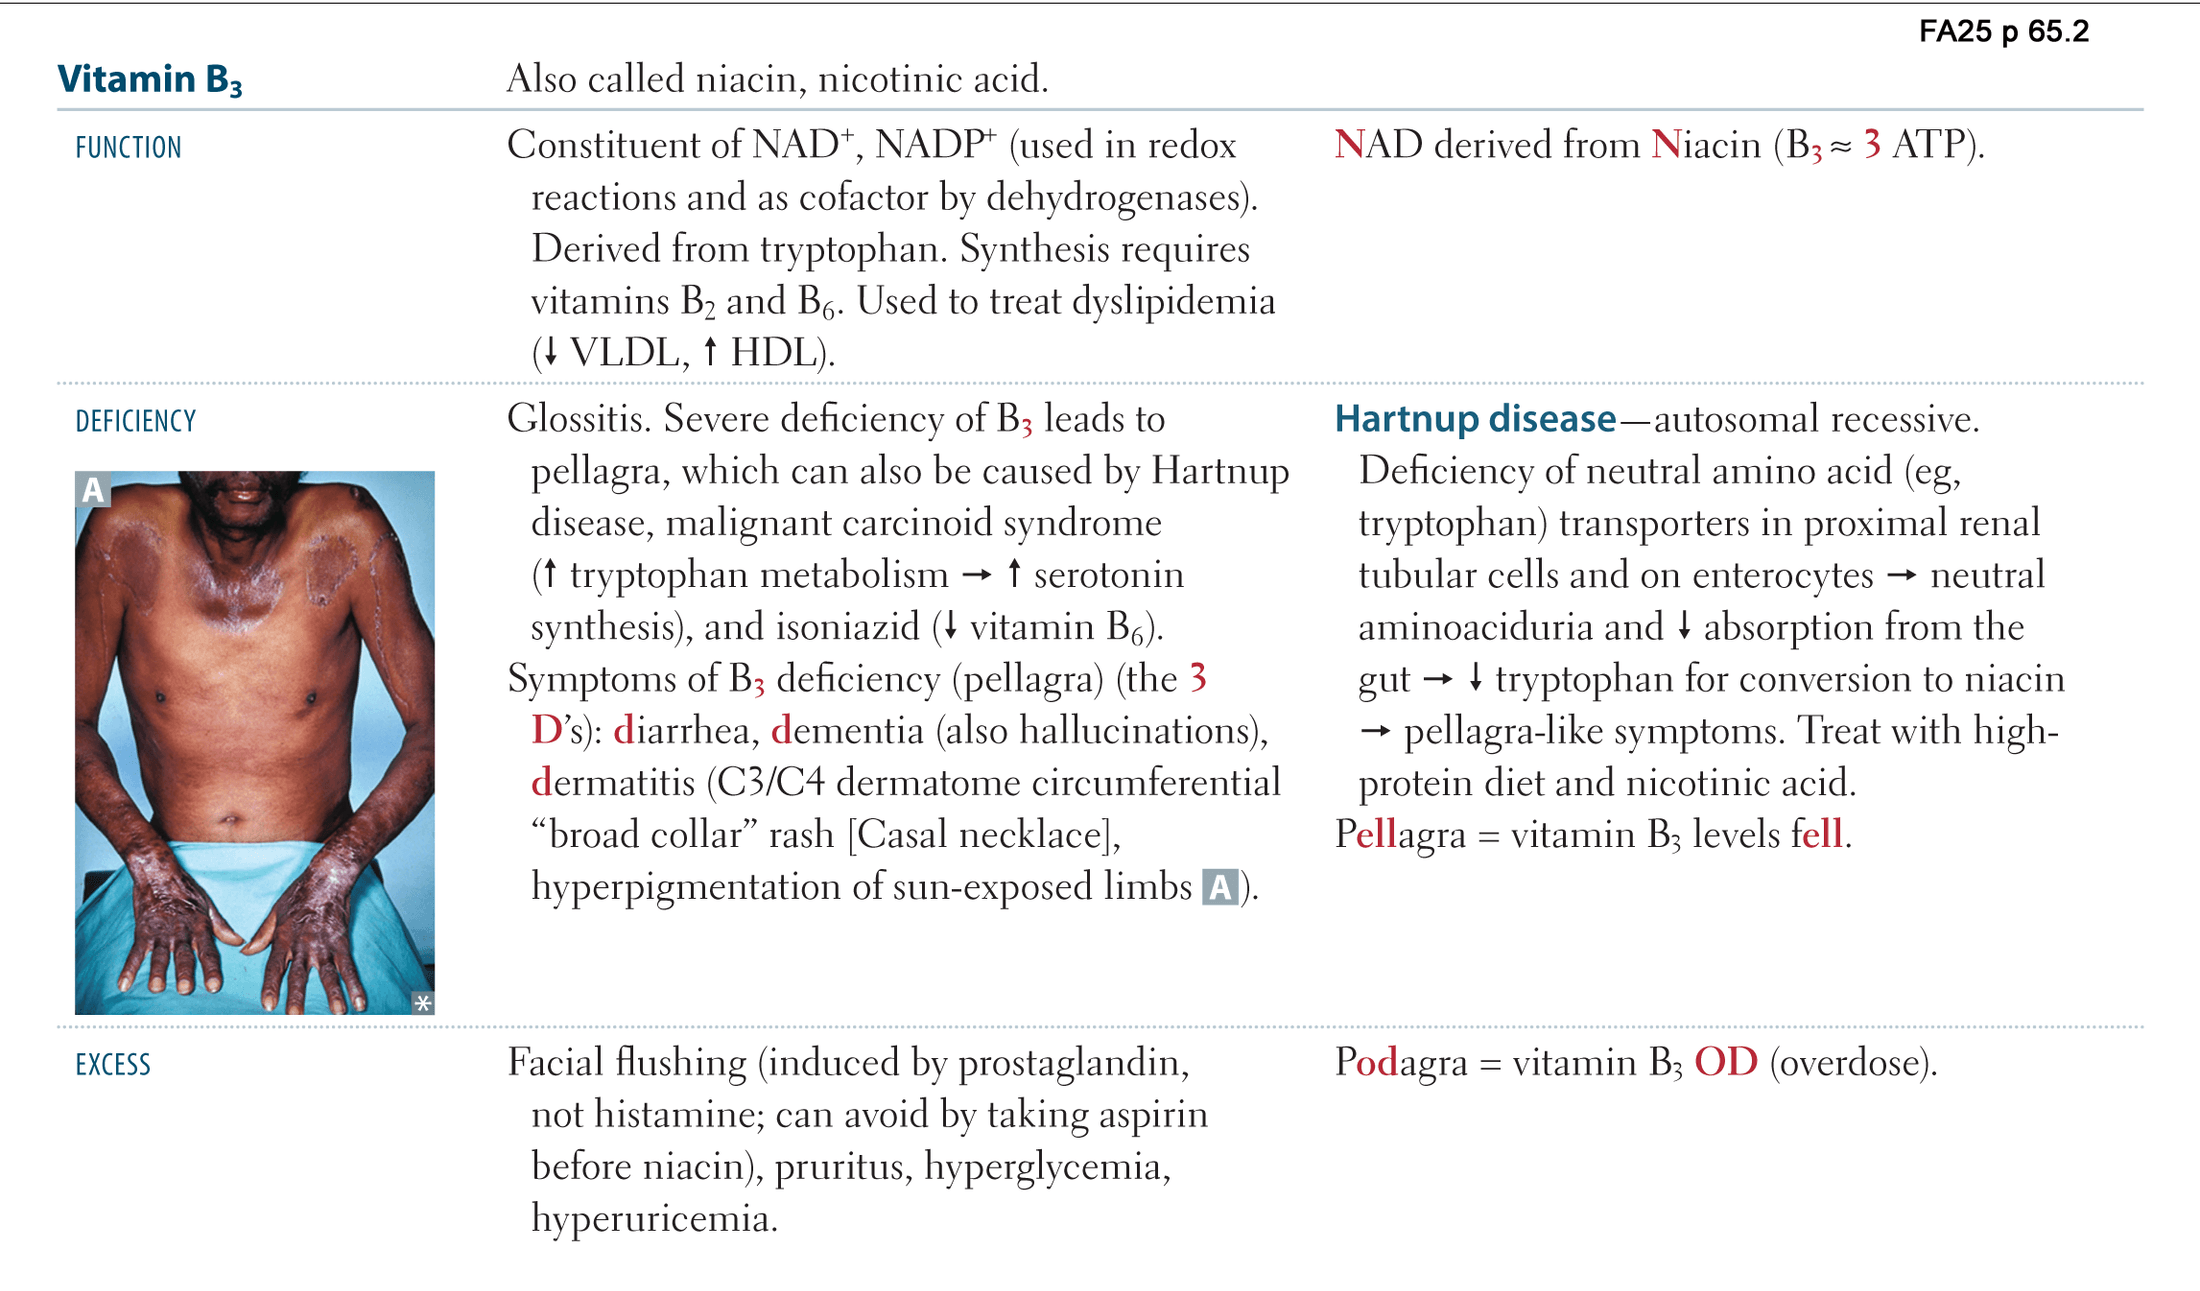 FA25 p 65.2
Vitamin B₃
Also called niacin, nicotinic acid.
FUNCTION
Constituent of NAD⁺, NADP⁺ (used in redox
reactions and as cofactor by dehydrogenases).
Derived from tryptophan. Synthesis requires
vitamins B₂ and B₆. Used to treat dyslipidemia
(↓ VLDL, ↑ HDL).
NAD derived from Niacin (B₃ ≈ 3 ATP).
DEFICIENCY
A
*
Glossitis. Severe deficiency of B₃ leads to
pellagra, which can also be caused by Hartnup
disease, malignant carcinoid syndrome
(↑ tryptophan metabolism → ↑ serotonin
synthesis), and isoniazid (↓ vitamin B₆).
Symptoms of B₃ deficiency (pellagra) (the 3
D's): diarrhea, dementia (also hallucinations),
dermatitis (C3/C4 dermatome circumferential
“broad collar” rash [Casal necklace],
hyperpigmentation of sun-exposed limbs A).
Hartnup disease—autosomal recessive.
Deficiency of neutral amino acid (eg,
tryptophan) transporters in proximal renal
tubular cells and on enterocytes → neutral
aminoaciduria and ↓ absorption from the
gut → ↓ tryptophan for conversion to niacin
→ pellagra-like symptoms. Treat with high-
protein diet and nicotinic acid.
Pellagra = vitamin B₃ levels fell.
EXCESS
Facial flushing (induced by prostaglandin,
not histamine; can avoid by taking aspirin
before niacin), pruritus, hyperglycemia,
hyperuricemia.
Podagra = vitamin B₃ OD (overdose).